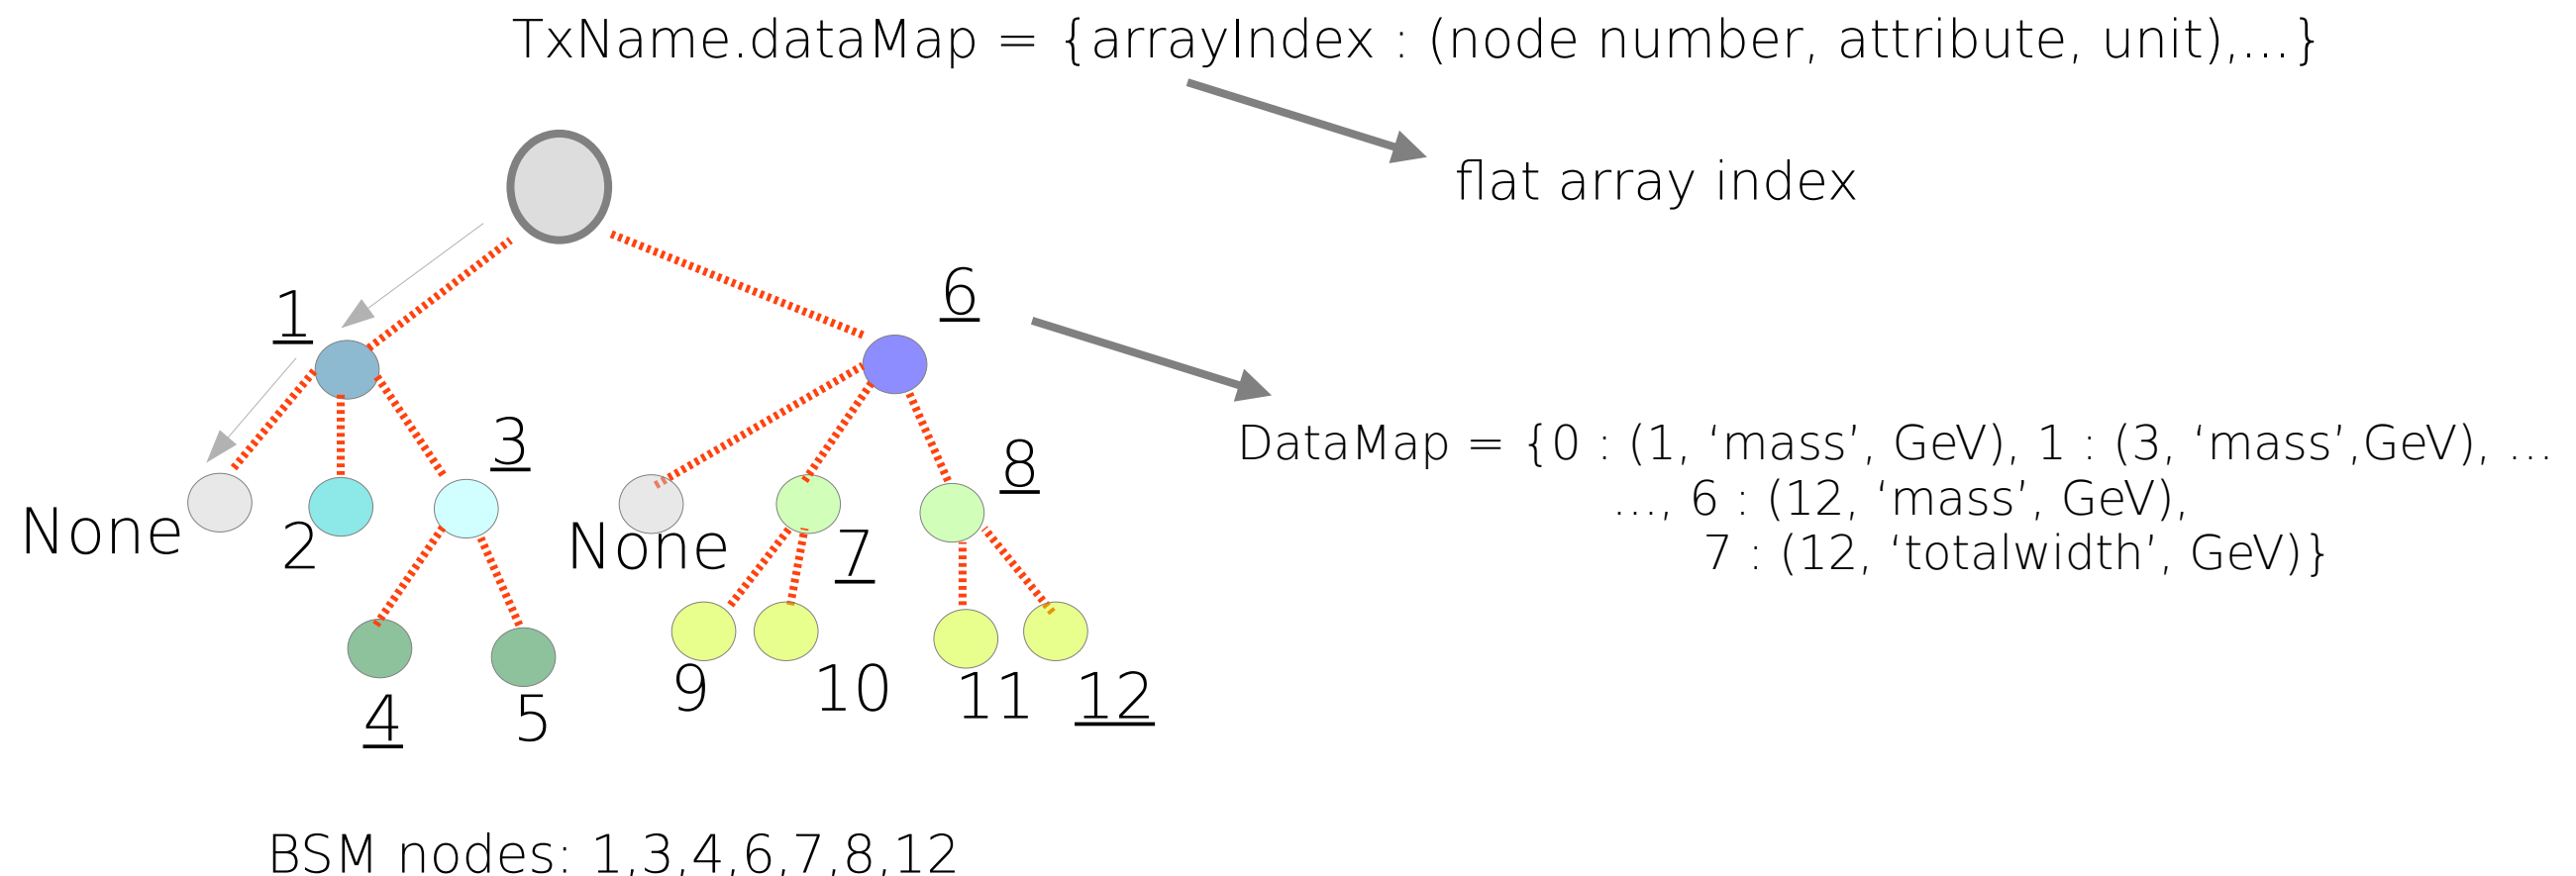 TxName.dataMap = {arrayIndex : (node number, attribute, unit),...}
flat array index
1
6
3
8
None
2
None
7
DataMap = {0 : (1, ‘mass’, GeV), 1 : (3, ‘mass’,GeV), ...
..., 6 : (12, ‘mass’, GeV),
7 : (12, ‘totalwidth’, GeV)}
4
5
9
10
11
12
BSM nodes: 1,3,4,6,7,8,12